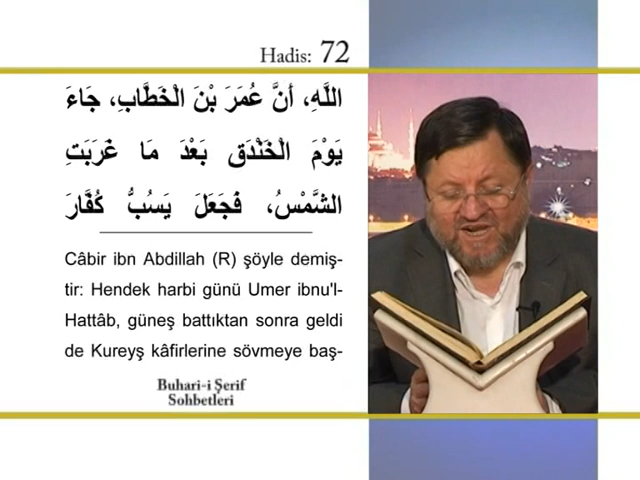 Hadis: 72
اللَّهِ، أَنَّ عُمَرَ بْنَ الْخَطَّابِ، جَاءَ
يَوْمَ الْخَنْدَقِ بَعْدَ مَا غَرَبَتِ
الشَّمْسُ، فَجَعَلَ يَسُبُّ كُفَّارَ
Câbir ibn Abdillah (R) şöyle demiş-
tir: Hendek harbi günü Umer ibnu'l-
Hattâb, güneş battıktan sonra geldi
de Kureyş kâfirlerine sövmeye baş-
Buhari-i Şerif
Sohbetleri